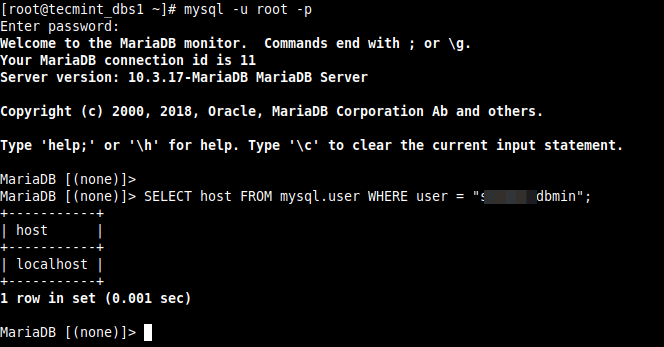 [root@tecmint_dbs1 ~]# mysql -u root -p
Enter password:
Welcome to the MariaDB monitor.  Commands end with ; or \g.
Your MariaDB connection id is 11
Server version: 10.3.17-MariaDB MariaDB Server
Copyright (c) 2000, 2018, Oracle, MariaDB Corporation Ab and others.
Type 'help;' or '\h' for help. Type '\c' to clear the current input statement.
MariaDB [(none)]>
MariaDB [(none)]> SELECT host FROM mysql.user WHERE user = "
+-----------+
| host      |
+-----------+
| localhost |
+-----------+
1 row in set (0.001 sec)
MariaDB [(none)]>